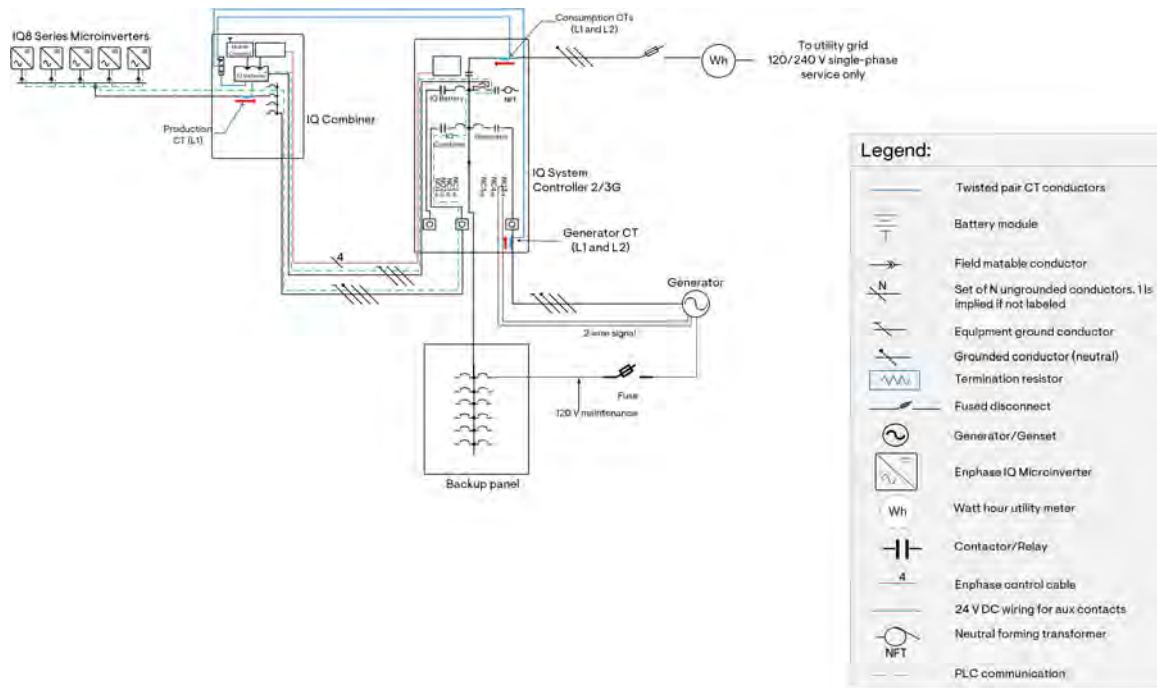 IQ8 Series Microinverters
Production
CT (L1)
IQ Combiner
Consumption CTs
(L1 and L2)
Wh
To utility grid
120/240 V single-phase
service only
IQ Battery
NFT
IQ
Combiner
Generator
IQ System
Controller 2/3G
Generator CT
(L1 and L2)
4
Generator
2-wire signal
Fuse
120 V maintenance
Backup panel
Legend:
Twisted pair CT conductors
Battery module
Field matable conductor
N
Set of N ungrounded conductors. 1 is
implied if not labeled
Equipment ground conductor
Grounded conductor (neutral)
Termination resistor
Fused disconnect
Generator/Genset
Enphase IQ Microinverter
Wh
Watt hour utility meter
Contactor/Relay
4
Enphase control cable
24 V DC wiring for aux contacts
Neutral forming transformer
NFT
PLC communication